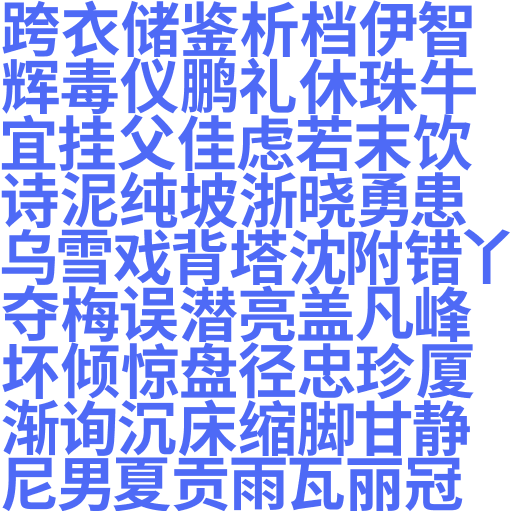 跨衣储鉴析档伊智
辉毒仪鹏礼休珠牛
宜挂父佳虑若末饮
诗泥纯坡浙晓勇患
乌雪戏背塔沈附错丫
夺梅误潜亮盖凡峰
坏倾惊盘径忠珍厦
渐询沉床缩脚甘静
尼男夏贡雨瓦丽冠